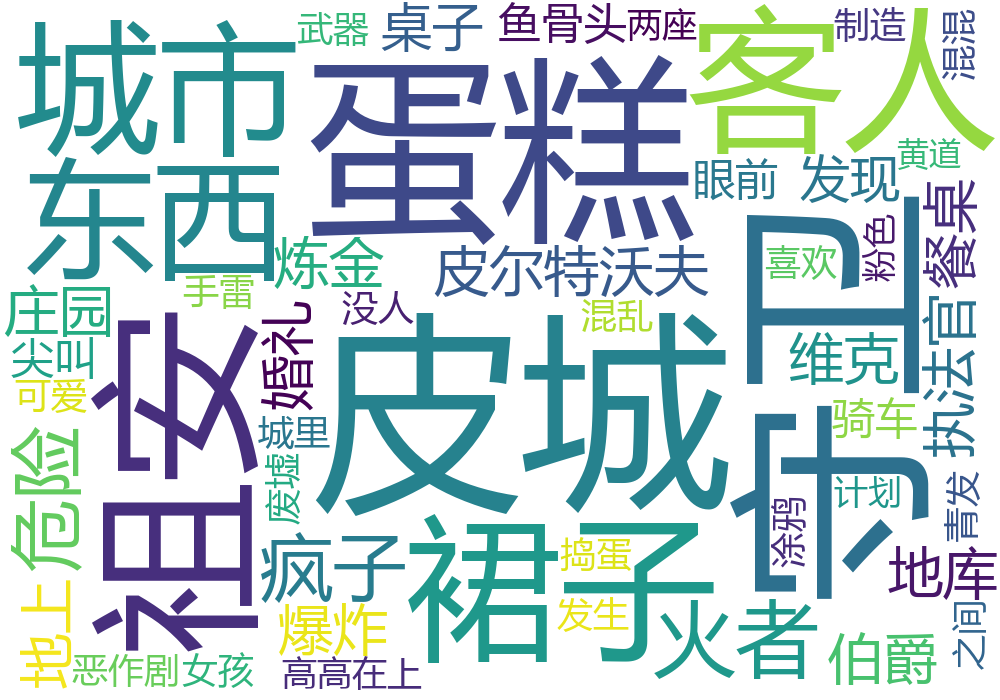 武器
桌子
鱼骨头
两座
客人
制造
混混
城市
蛋糕
黄道
东西
眼前
发现
餐桌
粉色
炼金
皮尔特沃夫
喜欢
守卫
庄园
手雷
没人
混乱
尖叫
婚礼
祖安
皮城
维克
执法官
可爱
城里
骑车
危险
废墟
计划
青发
涂鸦
疯子
裙子
捣蛋
地库
地上
爆炸
发生
火者
之间
伯爵
恶作剧
女孩
高高在上